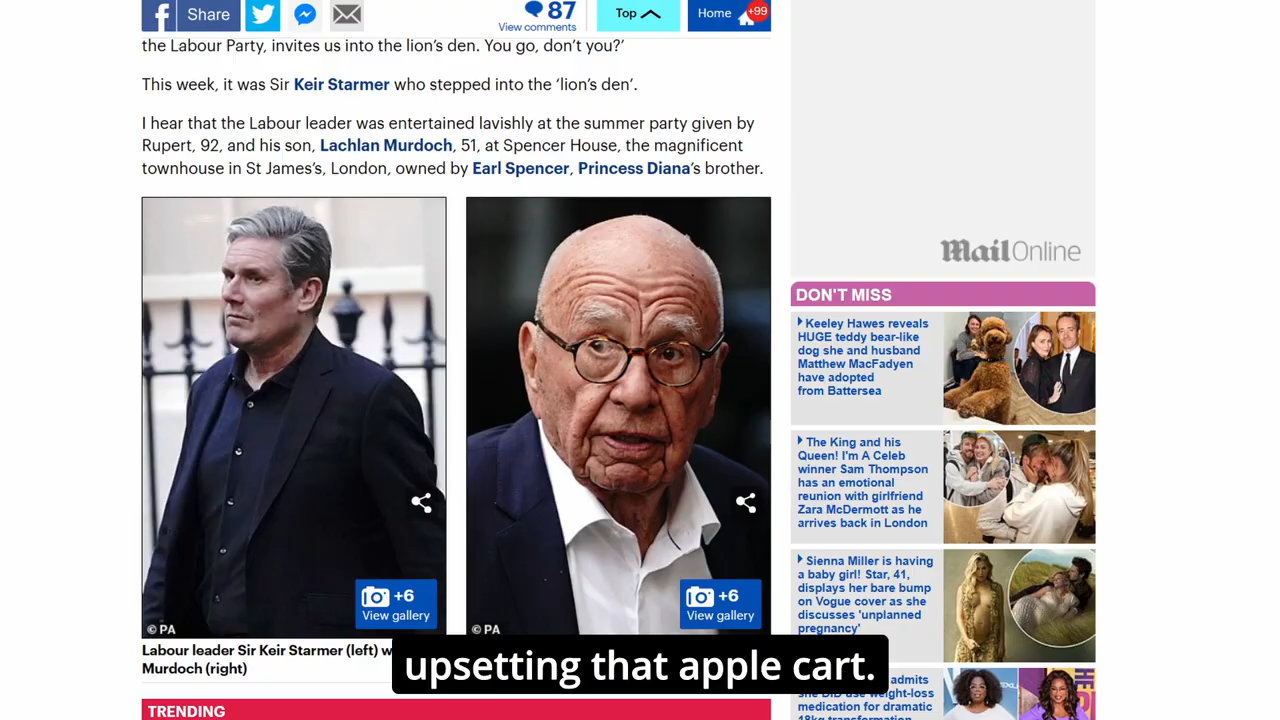 Share
87
View comments
Top
Home
+99
the Labour Party, invites us into the lion's den. You go, don't you?'
This week, it was Sir Keir Starmer who stepped into the 'lion's den'.
I hear that the Labour leader was entertained lavishly at the summer party given by
Rupert, 92, and his son, Lachlan Murdoch, 51, at Spencer House, the magnificent
townhouse in St James's, London, owned by Earl Spencer, Princess Diana's brother.
+6
View gallery
© PA
+6
View gallery
© PA
Labour leader Sir Keir Starmer (left) w
Murdoch (right)
TRENDING
MailOnline
DON'T MISS
Keeley Hawes reveals
HUGE teddy bear-like
dog she and husband
Matthew MacFadyen
have adopted
from Battersea
The King and his
Queen! I'm A Celeb
winner Sam Thompson
has an emotional
reunion with girlfriend
Zara McDermott as he
arrives back in London
Sienna Miller is having
a baby girl! Star, 41,
displays her bare bump
on Vogue cover as she
discusses 'unplanned
pregnancy'
admits
she DID use weight-loss
medication for dramatic
18kg transformation
upsetting that apple cart.